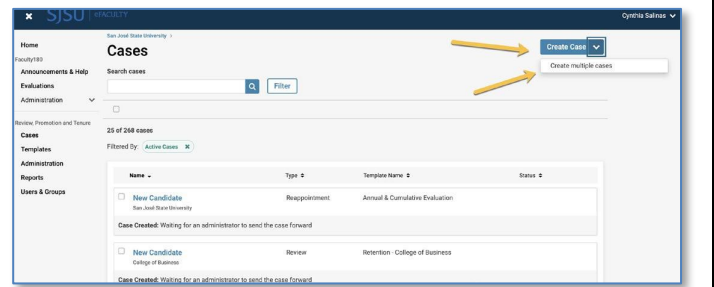 × SJSU | eFACULTY
Cynthia Salinas
San José State University >
Home
Cases
Create Case
Faculty180
Create multiple cases
Announcements & Help
Search cases
Evaluations
Filter
Administration
Review, Promotion and Tenure
25 of 268 cases
Cases
Filtered By: Active Cases ×
Templates
Administration
Name Type Template Name Status
Reports
Users & Groups
New Candidate Reappointment Annual & Cumulative Evaluation
San José State University
Case Created: Waiting for an administrator to send the case forward
New Candidate Review Retention - College of Business
College of Business
Case Created: Waiting for an administrator to send the case forward